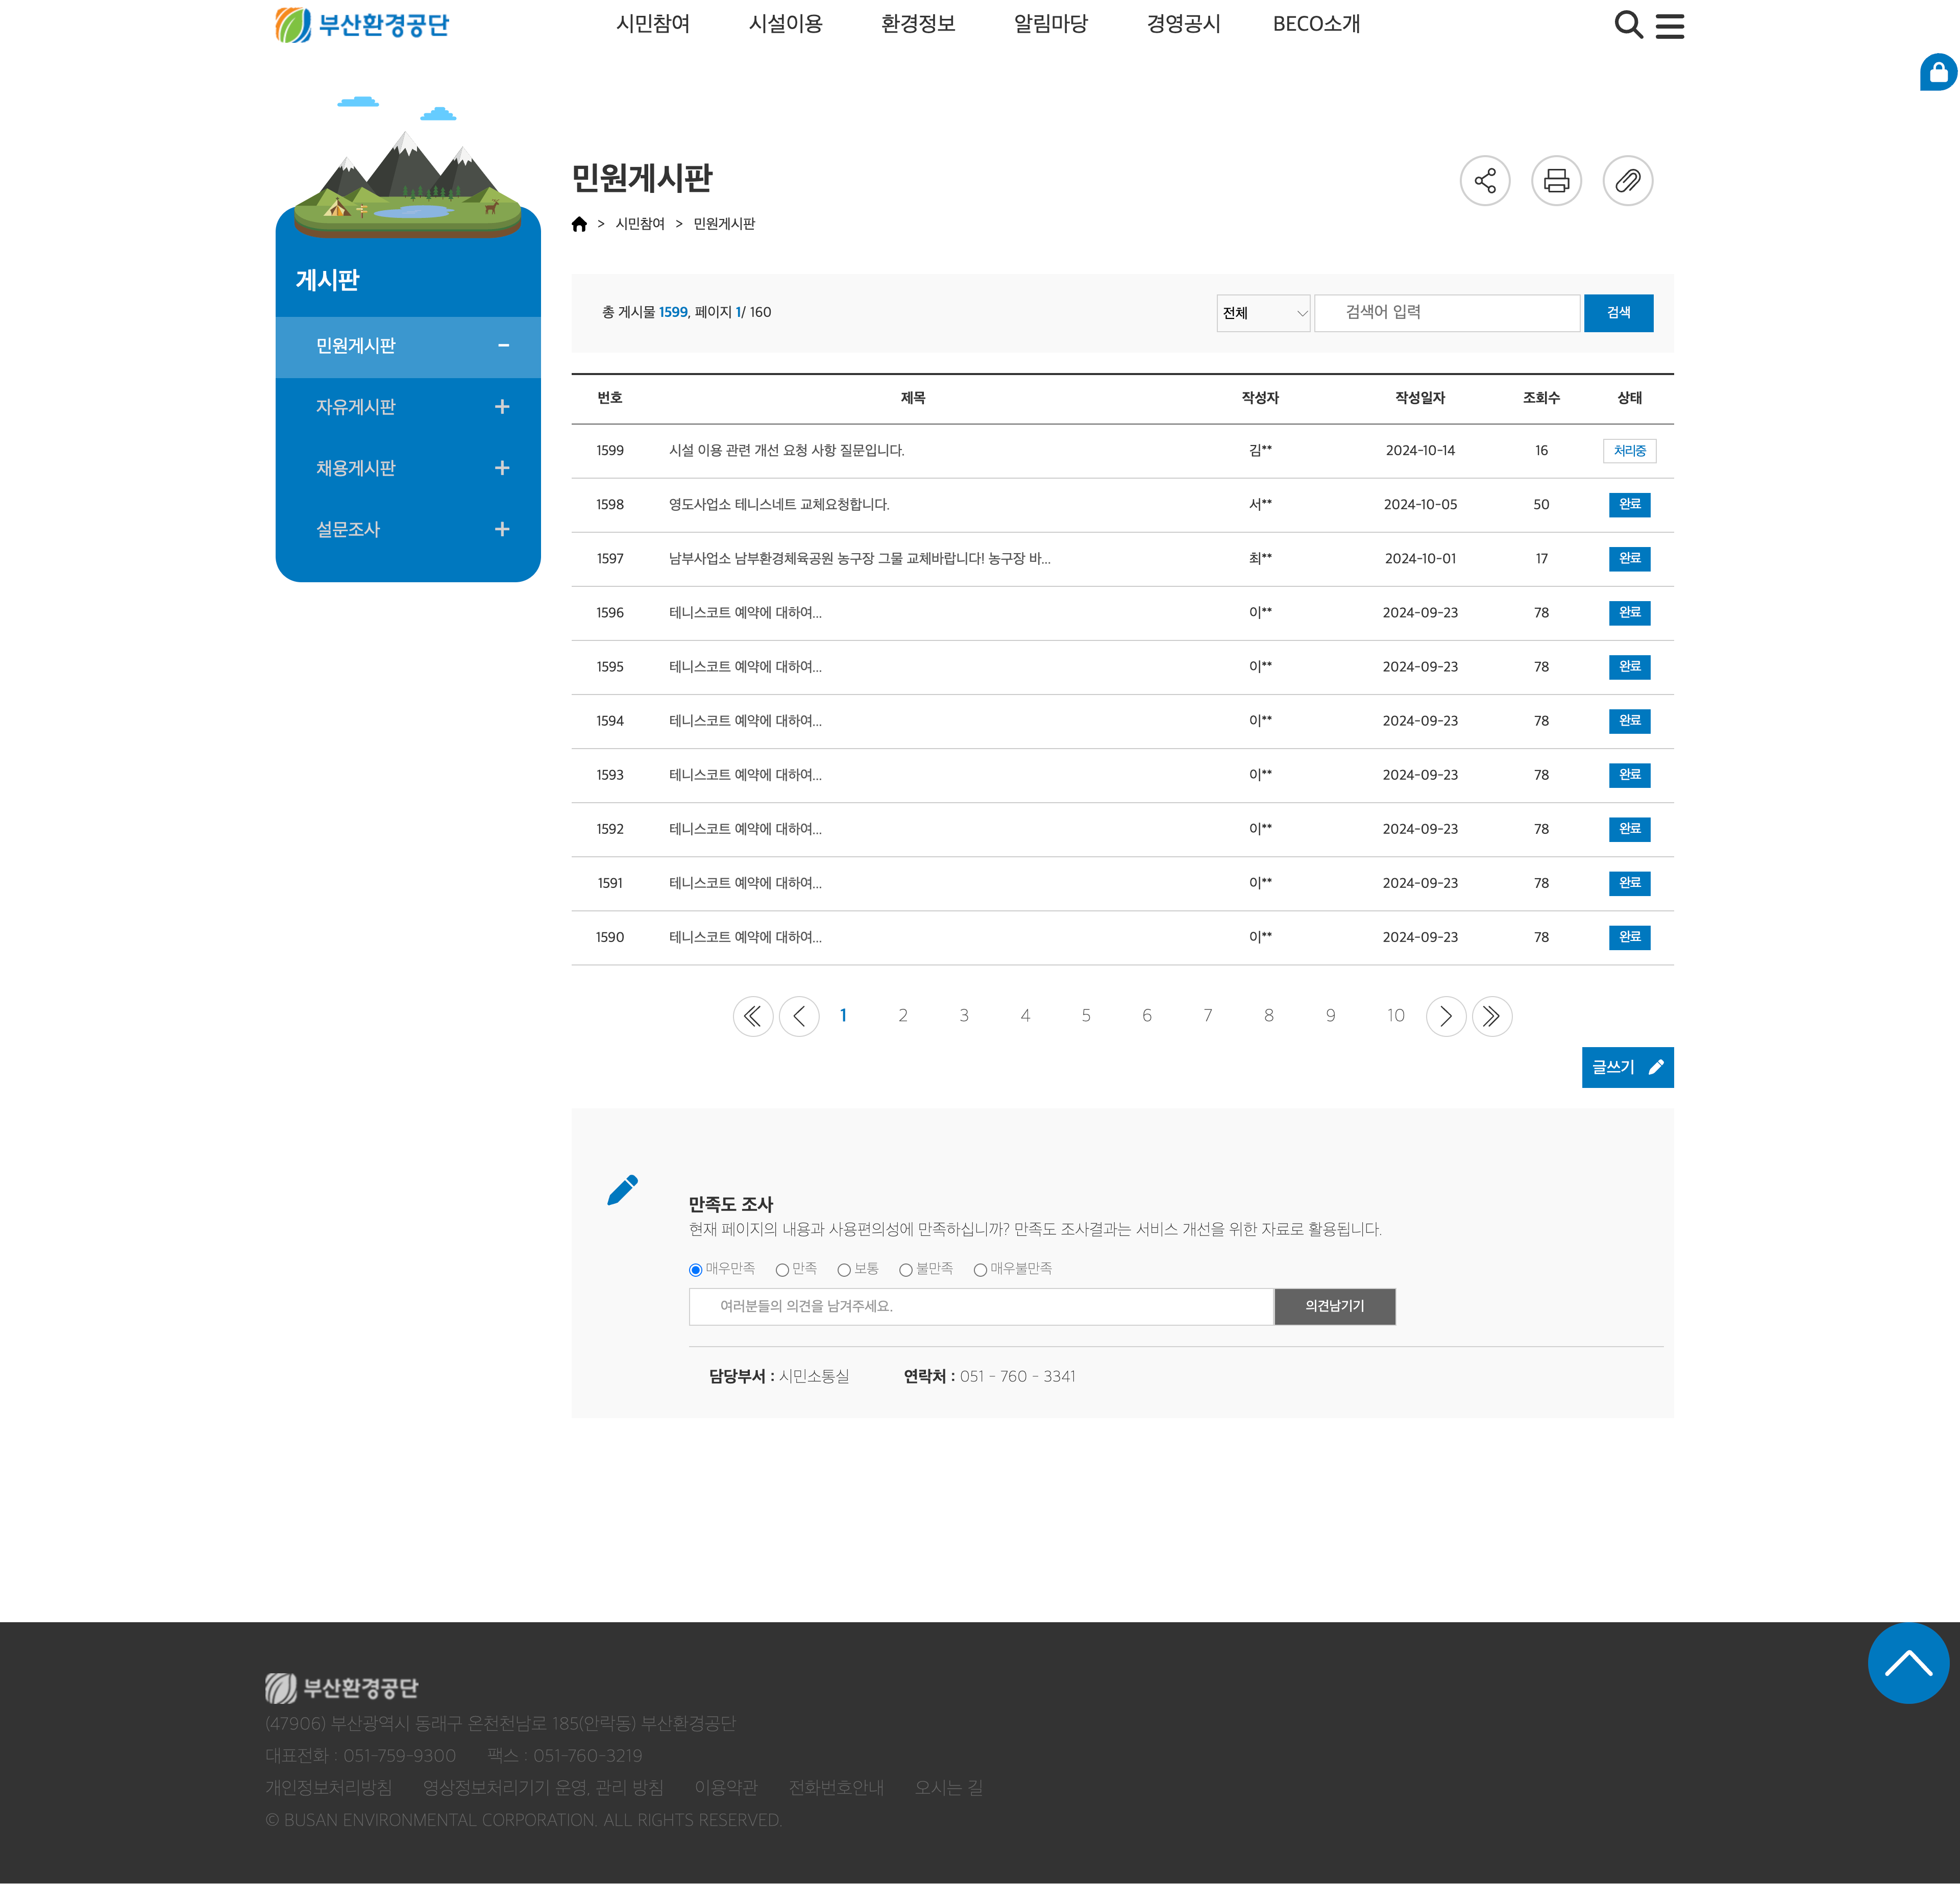 부산환경공단 시민참여 시설이용 환경정보 알림마당 경영공시 BECO소개
게시판
민원게시판
자유게시판
채용게시판
설문조사
민원게시판
> 시민참여 > 민원게시판
총 게시물 1599, 페이지 1/ 160 전체 검색어 입력 검색
번호 제목 작성자 작성일자 조회수 상태
1599 시설 이용 관련 개선 요청 사항 질문입니다. 김** 2024-10-14 16 처리중
1598 영도사업소 테니스네트 교체요청합니다. 서** 2024-10-05 50 완료
1597 남부사업소 남부환경체육공원 농구장 그물 교체바랍니다! 농구장 바... 최** 2024-10-01 17 완료
1596 테니스코트 예약에 대하여... 이** 2024-09-23 78 완료
1595 테니스코트 예약에 대하여... 이** 2024-09-23 78 완료
1594 테니스코트 예약에 대하여... 이** 2024-09-23 78 완료
1593 테니스코트 예약에 대하여... 이** 2024-09-23 78 완료
1592 테니스코트 예약에 대하여... 이** 2024-09-23 78 완료
1591 테니스코트 예약에 대하여... 이** 2024-09-23 78 완료
1590 테니스코트 예약에 대하여... 이** 2024-09-23 78 완료
1 2 3 4 5 6 7 8 9 10
글쓰기
만족도 조사
현재 페이지의 내용과 사용편의성에 만족하십니까? 만족도 조사결과는 서비스 개선을 위한 자료로 활용됩니다.
매우만족 만족 보통 불만족 매우불만족
여러분들의 의견을 남겨주세요. 의견남기기
담당부서 : 시민소통실 연락처 : 051 - 760 - 3341
부산환경공단
(47906) 부산광역시 동래구 온천천남로 185(안락동) 부산환경공단
대표전화 : 051-759-9300 팩스 : 051-760-3219
개인정보처리방침 영상정보처리기기 운영, 관리 방침 이용약관 전화번호안내 오시는 길
© BUSAN ENVIRONMENTAL CORPORATION. ALL RIGHTS RESERVED.